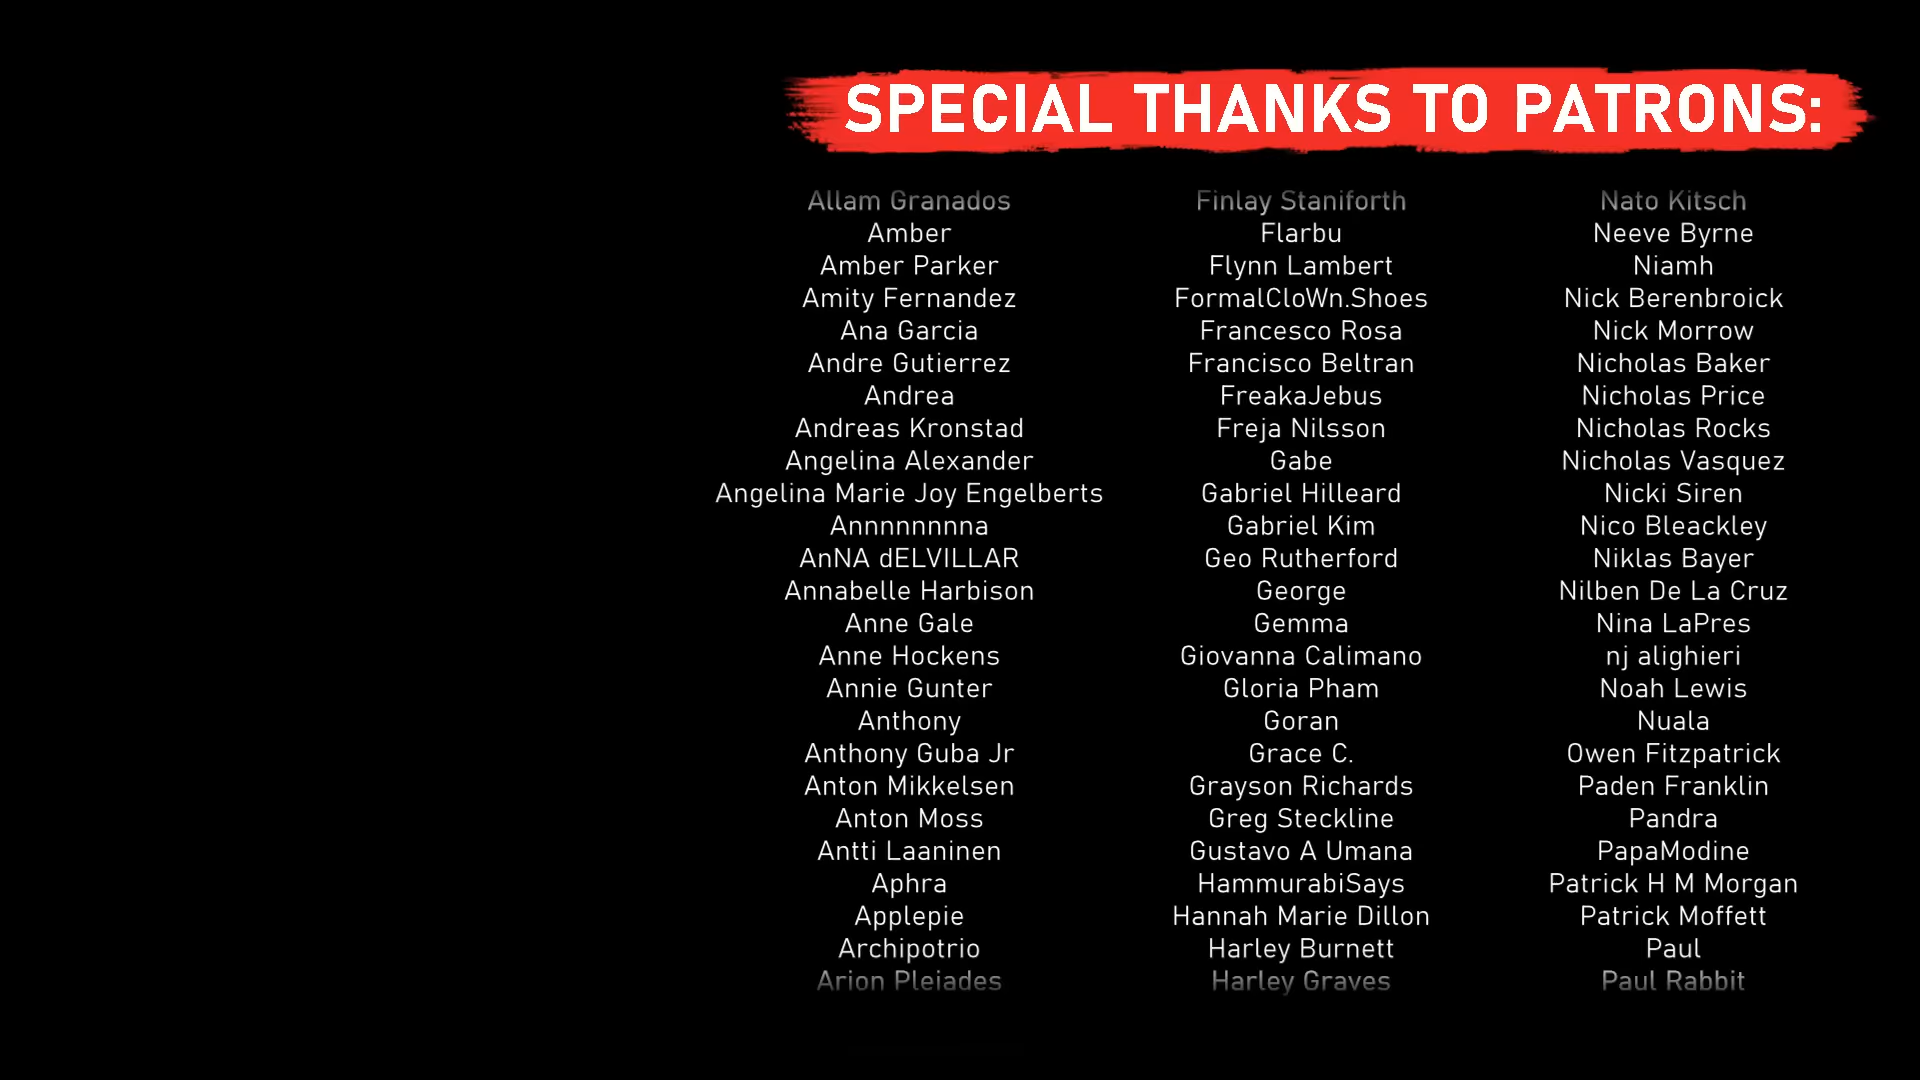 SPECIAL THANKS TO PATRONS:
Allam Granados
Amber
Amber Parker
Amity Fernandez
Ana Garcia
Andre Gutierrez
Andrea
Andreas Kronstad
Angelina Alexander
Angelina Marie Joy Engelberts
Annnnnnnna
AnNA dELVILLAR
Annabelle Harbison
Anne Gale
Anne Hockens
Annie Gunter
Anthony
Anthony Guba Jr
Anton Mikkelsen
Anton Moss
Antti Laaninen
Aphra
Applepie
Archipotrio
Arion Pleiades
Finlay Staniforth
Flarbu
Flynn Lambert
FormalCloWn.Shoes
Francesco Rosa
Francisco Beltran
FreakaJebus
Freja Nilsson
Gabe
Gabriel Hilleard
Gabriel Kim
Geo Rutherford
George
Gemma
Giovanna Calimano
Gloria Pham
Goran
Grace C.
Grayson Richards
Greg Steckline
Gustavo A Umana
HammurabiSays
Hannah Marie Dillon
Harley Burnett
Harley Graves
Nato Kitsch
Neeve Byrne
Niamh
Nick Berenbroick
Nick Morrow
Nicholas Baker
Nicholas Price
Nicholas Rocks
Nicholas Vasquez
Nicki Siren
Nico Bleackley
Niklas Bayer
Nilben De La Cruz
Nina LaPres
nj alighieri
Noah Lewis
Nuala
Owen Fitzpatrick
Paden Franklin
Pandra
PapaModine
Patrick H M Morgan
Patrick Moffett
Paul
Paul Rabbit